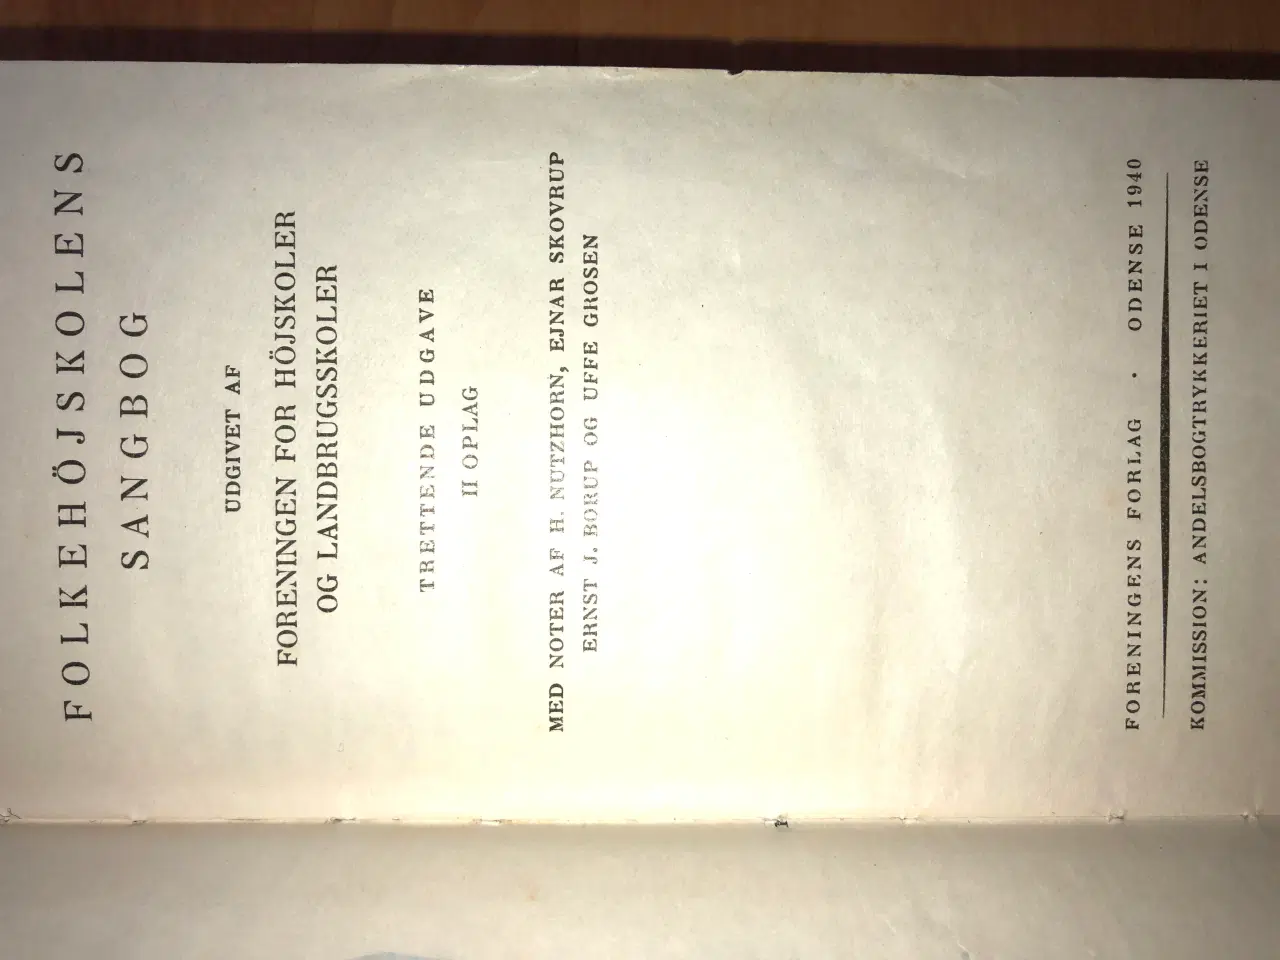 FOLKEHÖJSKOLENS
SANGBOG
UDGIVET AF
FORENINGEN FOR HÖJSKOLER
OG LANDBRUGSSKOLER
TRETTENDE UDGAVE
II OPLAG
MED NOTER AF H. NUTZHORN, EJNAR SKOVRUP
ERNST J. BORUP OG UFFE GROSEN
FORENINGENS FORLAG · ODENSE 1940
KOMMISSION: ANDELSBOGTRYKKERIET I ODENSE